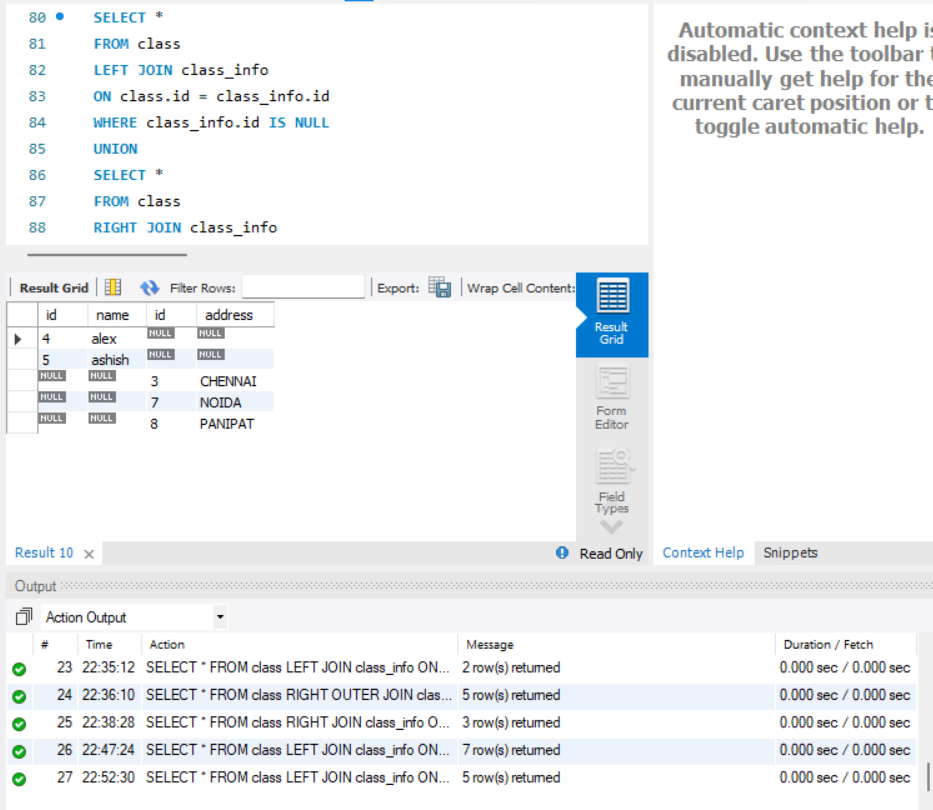 80 SELECT *
81 FROM class
82 LEFT JOIN class_info
83 ON class.id = class_info.id
84 WHERE class_info.id IS NULL
85 UNION
86 SELECT *
87 FROM class
88 RIGHT JOIN class_info
Automatic context help is
disabled. Use the toolbar t
manually get help for the
current caret position or t
toggle automatic help.
Result Grid Filter Rows: Export: Wrap Cell Content:
id name id address
4 alex NULL NULL
5 ashish NULL NULL
NULL NULL 3 CHENNAI
NULL NULL 7 NOIDA
NULL NULL 8 PANIPAT
Result
Grid
Form
Editor
Field
Types
Result 10 Read Only Context Help Snippets
Output
Action Output
# Time Action Message Duration / Fetch
23 22:35:12 SELECT * FROM class LEFT JOIN class_info ON... 2 row(s) returned 0.000 sec / 0.000 sec
24 22:36:10 SELECT * FROM class RIGHT OUTER JOIN clas... 5 row(s) returned 0.000 sec / 0.000 sec
25 22:38:28 SELECT * FROM class RIGHT JOIN class_info O... 3 row(s) returned 0.000 sec / 0.000 sec
26 22:47:24 SELECT * FROM class LEFT JOIN class_info ON... 7 row(s) returned 0.000 sec / 0.000 sec
27 22:52:30 SELECT * FROM class LEFT JOIN class_info ON... 5 row(s) returned 0.000 sec / 0.000 sec